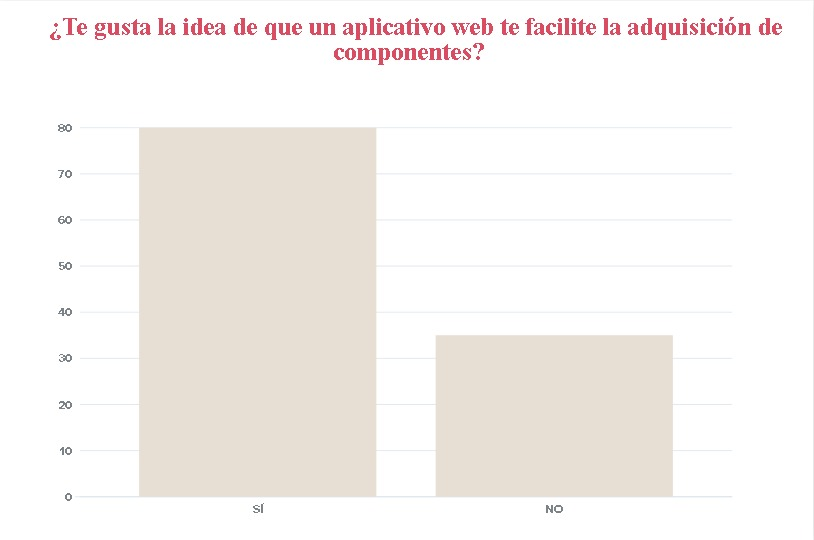 ¿Te gusta la idea de que un aplicativo web te facilite la adquisición de
componentes?
80
70
60
50
40
30
20
10
0
SÍ
NO